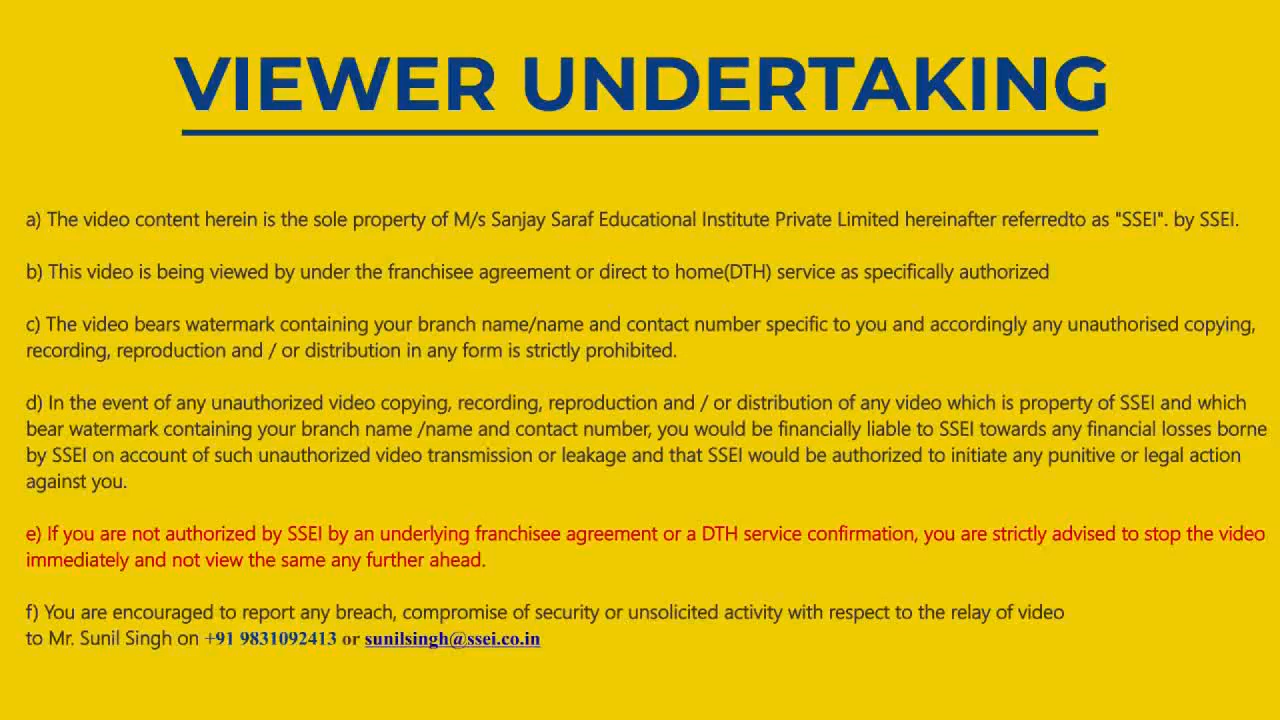 VIEWER UNDERTAKING
a) The video content herein is the sole property of M/s Sanjay Saraf Educational Institute Private Limited hereinafter referredto as "SSEI". by SSEI.
b) This video is being viewed by under the franchisee agreement or direct to home(DTH) service as specifically authorized
c) The video bears watermark containing your branch name/name and contact number specific to you and accordingly any unauthorised copying,
recording, reproduction and / or distribution in any form is strictly prohibited.
d) In the event of any unauthorized video copying, recording, reproduction and / or distribution of any video which is property of SSEI and which
bear watermark containing your branch name /name and contact number, you would be financially liable to SSEI towards any financial losses borne
by SSEI on account of such unauthorized video transmission or leakage and that SSEI would be authorized to initiate any punitive or legal action
against you.
e) If you are not authorized by SSEI by an underlying franchisee agreement or a DTH service confirmation, you are strictly advised to stop the video
immediately and not view the same any further ahead.
f) You are encouraged to report any breach, compromise of security or unsolicited activity with respect to the relay of video
to Mr. Sunil Singh on +91 9831092413 or sunilsingh@ssei.co.in